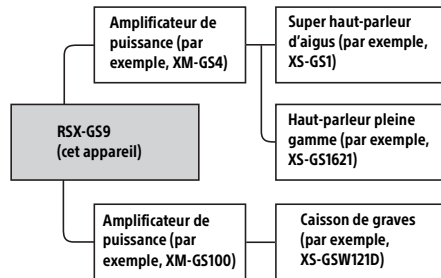 Amplificateur de
puissance (par
exemple, XM-GS4)
Super haut-parleur
d'aigus (par exemple,
XS-GS1)
RSX-GS9
(cet appareil)
Haut-parleur pleine
gamme (par exemple,
XS-GS1621)
Amplificateur de
puissance (par
exemple, XM-GS100)
Caisson de graves
(par exemple,
XS-GSW121D)